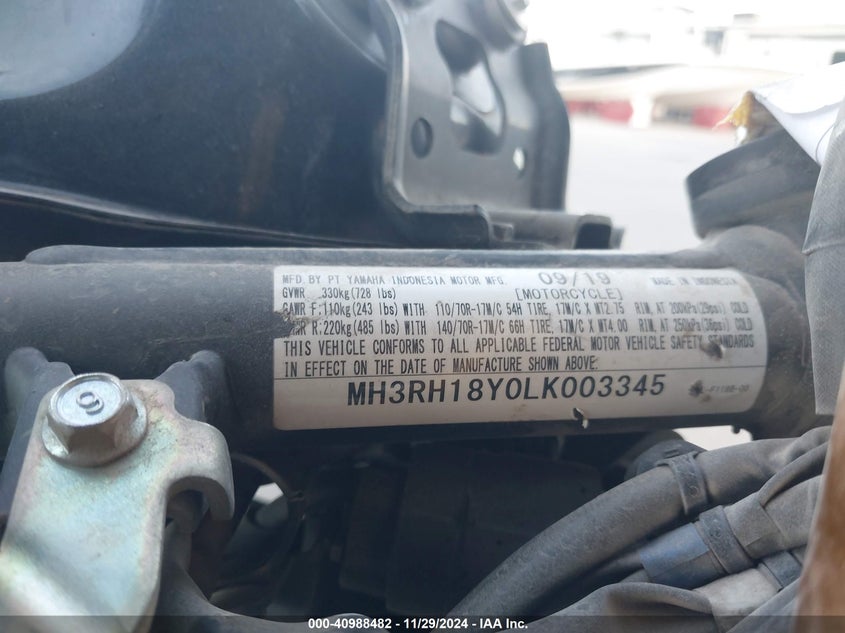 MFD BY PT YAMAHA INDONESIA MOTOR MFG. 09/19 MADE IN INDONESIA
GVWR 330kg(728 lbs) [MOTORCYCLE]
GAWR F:110kg(243 lbs) WITH 110/70R-17M/C 54H TIRE, 17M/C X MT2.75 RIM, AT 200kPa(29psi) COLD
R:220kg(485 lbs) WITH 140/70R-17M/C 66H TIRE, 17M/C X MT4.00 RIM, AT 250kPa(36psi) COLD
THIS VEHICLE CONFORMS TO ALL APPLICABLE FEDERAL MOTOR VEHICLE SAFETY STANDARDS
IN EFFECT ON THE DATE OF MANUFACTURE SHOWN ABOVE.
MH3RH18Y0LK003345
9
000-40988482 - 11/29/2024 - IAA Inc.